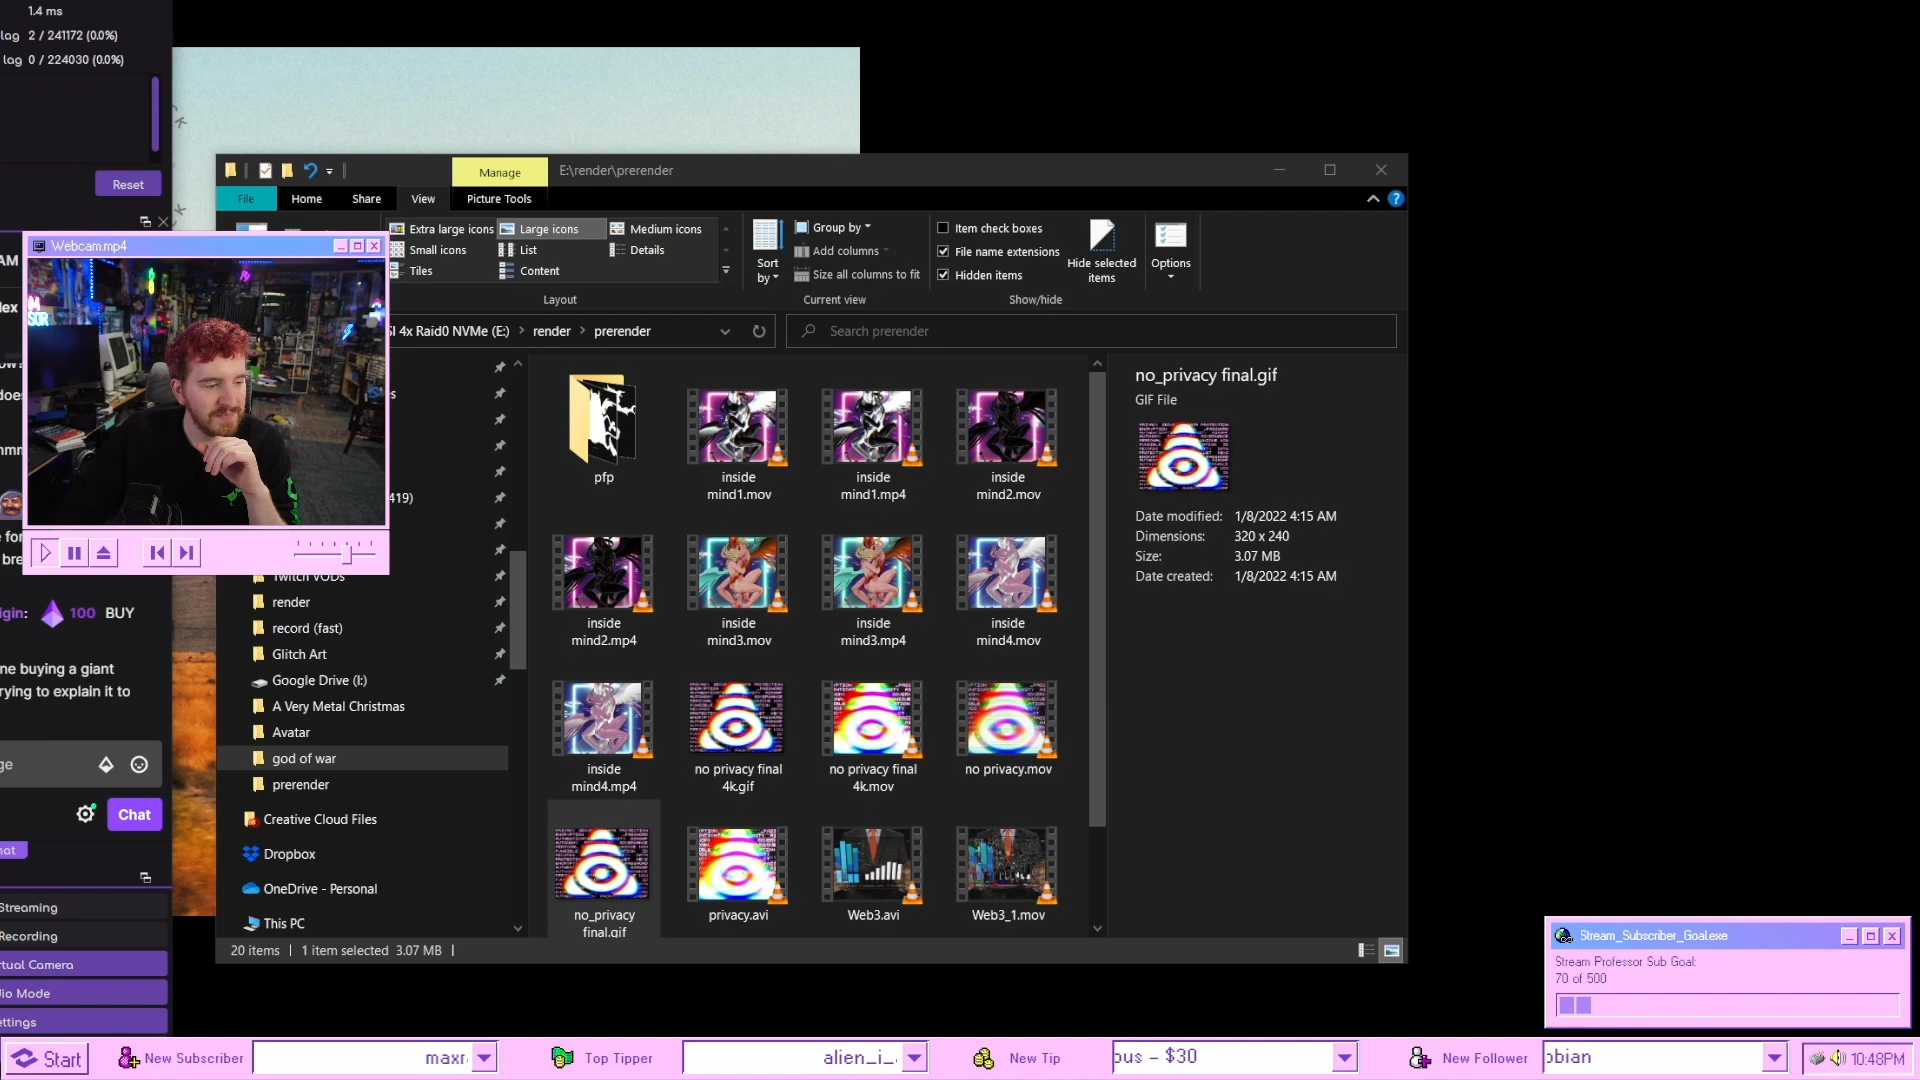 1.4 ms
lag 2 / 241172 (0.0%)
lag 0 / 224030 (0.0%)
Reset
Manage
E:\render\prerender
File
Home
Share
View
Picture Tools
Extra large icons
Large icons
Medium icons
Small icons
List
Details
Tiles
Content
Layout
Sort by
Group by
Add columns
Size all columns to fit
Current view
Item check boxes
File name extensions
Hidden items
Hide selected items
Show/hide
Options
Webcam.mp4
AM
4x Raid0 NVMe (E:)
render
prerender
Search prerender
419)
Twitch VODs
render
record (fast)
Glitch Art
Google Drive (I:)
A Very Metal Christmas
Avatar
god of war
prerender
Creative Cloud Files
Dropbox
OneDrive - Personal
This PC
pfp
inside mind1.mov
inside mind1.mp4
inside mind2.mov
inside mind2.mp4
inside mind3.mov
inside mind3.mp4
inside mind4.mov
inside mind4.mp4
no privacy final 4k.gif
no privacy final 4k.mov
no privacy.mov
no_privacy final.gif
privacy.avi
Web3.avi
Web3_1.mov
no_privacy final.gif
GIF File
Date modified: 1/8/2022 4:15 AM
Dimensions: 320 x 240
Size: 3.07 MB
Date created: 1/8/2022 4:15 AM
20 items
1 item selected 3.07 MB
100 BUY
ne buying a giant
rying to explain it to
Chat
Streaming
Recording
rtual Camera
io Mode
ettings
Stream_Subscriber_Goal.exe
Stream Professor Sub Goal:
70 of 500
Start
New Subscriber
maxr
Top Tipper
alien_i_
New Tip
ous - $30
New Follower
obian
10:48PM